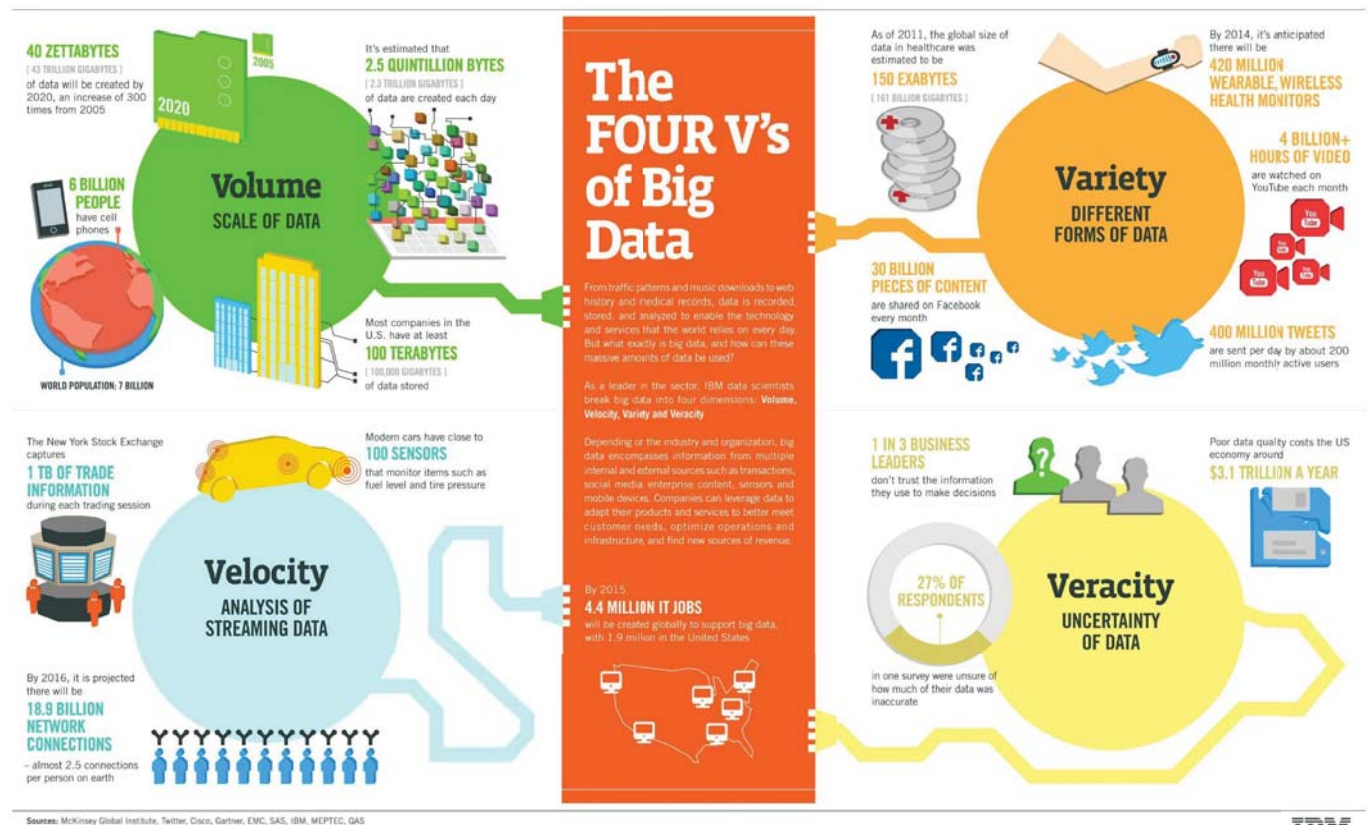 40 ZETTABYTES
[ 43 TRILLION GIGABYTES ]
of data will be created by
2020, an increase of 300
times from 2005
2005
2020
It's estimated that
2.5 QUINTILLION BYTES
[ 2.3 TRILLION GIGABYTES ]
of data are created each day
6 BILLION
PEOPLE
have cell
phones
WORLD POPULATION: 7 BILLION
Volume
SCALE OF DATA
Most companies in the
U.S. have at least
100 TERABYTES
[ 100,000 GIGABYTES ]
of data stored
The New York Stock Exchange
captures
1 TB OF TRADE
INFORMATION
during each trading session
Modern cars have close to
100 SENSORS
that monitor items such as
fuel level and tire pressure
Velocity
ANALYSIS OF
STREAMING DATA
By 2016, it is projected
there will be
18.9 BILLION
NETWORK
CONNECTIONS
– almost 2.5 connections
per person on earth
The
FOUR V's
of Big
Data
From traffic patterns and music downloads to web
history and medical records, data is recorded,
stored, and analyzed to enable the technology
and services that the world relies on every day.
But what exactly is big data, and how can these
massive amounts of data be used?
As a leader in the sector, IBM data scientists
break big data into four dimensions: Volume,
Velocity, Variety and Veracity
Depending or the industry and organization, big
data encompasses information from multiple
internal and external sources such as transactions,
social media, enterprise content, sensors and
mobile devices. Companies can leverage data to
adapt their products and services to better meet
customer needs, optimize operations and
infrastructure, and find new sources of revenue.
By 2015
4.4 MILLION IT JOBS
will be created globally to support big data,
with 1.9 million in the United States
As of 2011, the global size of
data in healthcare was
estimated to be
150 EXABYTES
[ 161 BILLION GIGABYTES ]
By 2014, it's anticipated
there will be
420 MILLION
WEARABLE, WIRELESS
HEALTH MONITORS
Variety
DIFFERENT
FORMS OF DATA
4 BILLION+
HOURS OF VIDEO
are watched on
YouTube each month
You
Tube
You
Tube
You
Tube
You
Tube
30 BILLION
PIECES OF CONTENT
are shared on Facebook
every month
f
f
f
f
f
f
400 MILLION TWEETS
are sent per day by about 200
million monthly active users
1 IN 3 BUSINESS
LEADERS
don't trust the information
they use to make decisions
?
Poor data quality costs the US
economy around
$3.1 TRILLION A YEAR
27% OF
RESPONDENTS
in one survey were unsure of
how much of their data was
inaccurate
Veracity
UNCERTAINTY
OF DATA
Sources: McKinsey Global Institute, Twitter, Cisco, Gartner, EMC, SAS, IBM, MEPTEC, QAS
IBM